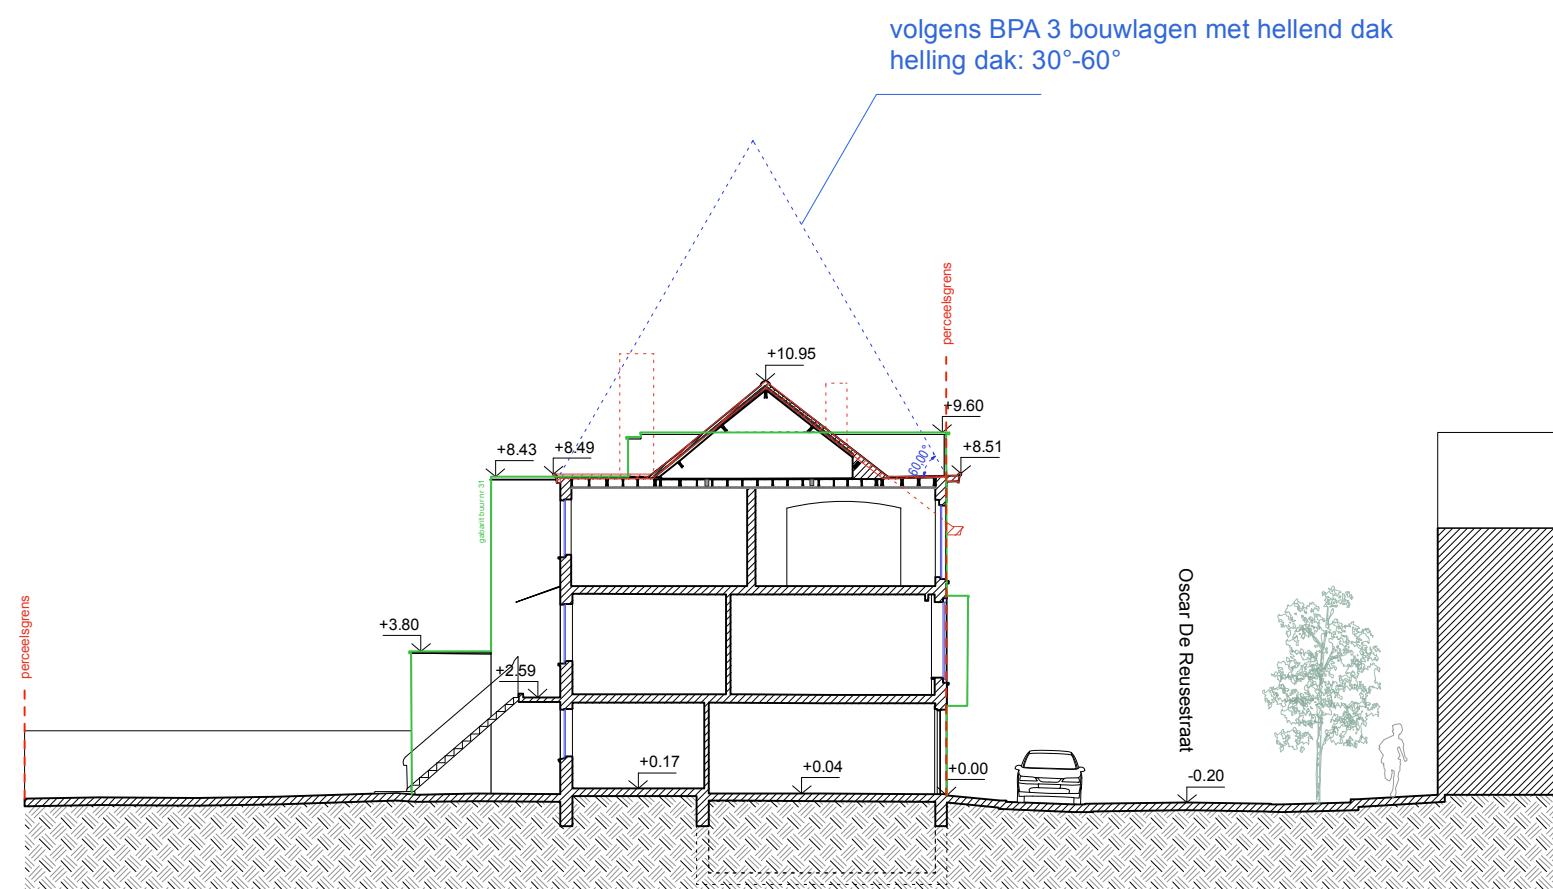 volgens BPA 3 bouwlagen met hellend dak
helling dak: 30°-60°
perceelsgrens
+10.95
+9.60
+8.43
+8.49
60.00°
+8.51
gabarit buur nr 31
perceelsgrens
+3.80
+2.59
Oscar De Reusestraat
+0.17
+0.04
+0.00
-0.20